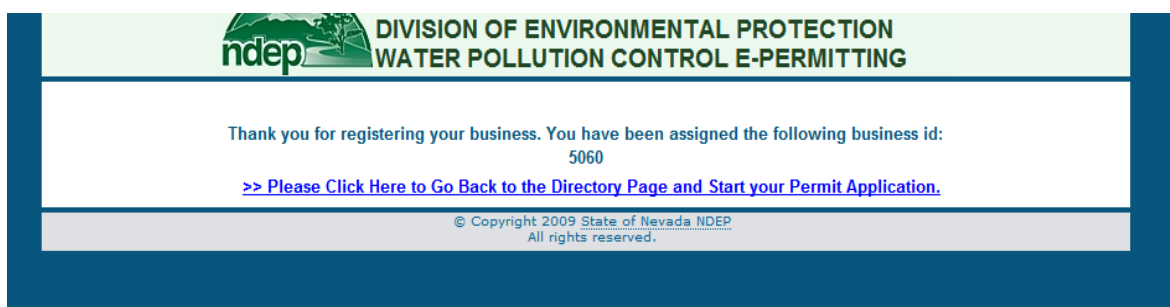 ndep
DIVISION OF ENVIRONMENTAL PROTECTION
WATER POLLUTION CONTROL E-PERMITTING
Thank you for registering your business. You have been assigned the following business id:
5060
>> Please Click Here to Go Back to the Directory Page and Start your Permit Application.
© Copyright 2009 State of Nevada NDEP
All rights reserved.